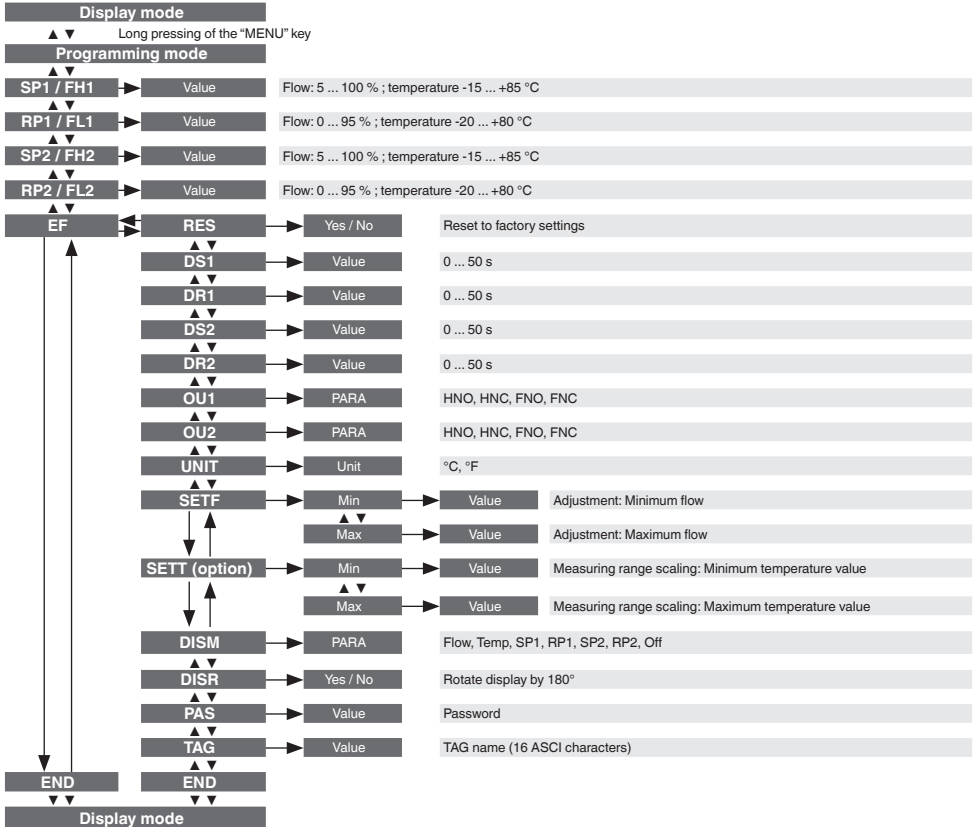 Display mode
▲ ▼ Long pressing of the “MENU” key
Programming mode
▲ ▼
SP1 / FH1 Value Flow: 5 ... 100 % ; temperature -15 ... +85 °C
▲ ▼
RP1 / FL1 Value Flow: 0 ... 95 % ; temperature -20 ... +80 °C
▲ ▼
SP2 / FH2 Value Flow: 5 ... 100 % ; temperature -15 ... +85 °C
▲ ▼
RP2 / FL2 Value Flow: 0 ... 95 % ; temperature -20 ... +80 °C
▲ ▼
EF RES Yes / No Reset to factory settings
▲ ▼
DS1 Value 0 ... 50 s
▲ ▼
DR1 Value 0 ... 50 s
▲ ▼
DS2 Value 0 ... 50 s
▲ ▼
DR2 Value 0 ... 50 s
▲ ▼
OU1 PARA HNO, HNC, FNO, FNC
▲ ▼
OU2 PARA HNO, HNC, FNO, FNC
▲ ▼
UNIT Unit °C, °F
▲ ▼
SETF Min Value Adjustment: Minimum flow
▲ ▼
Max Value Adjustment: Maximum flow
SETT (option) Min Value Measuring range scaling: Minimum temperature value
▲ ▼
Max Value Measuring range scaling: Maximum temperature value
DISM PARA Flow, Temp, SP1, RP1, SP2, RP2, Off
▲ ▼
DISR Yes / No Rotate display by 180°
▲ ▼
PAS Value Password
▲ ▼
TAG Value TAG name (16 ASCI characters)
▲ ▼
END END
▼ ▼ ▼ ▼
Display mode